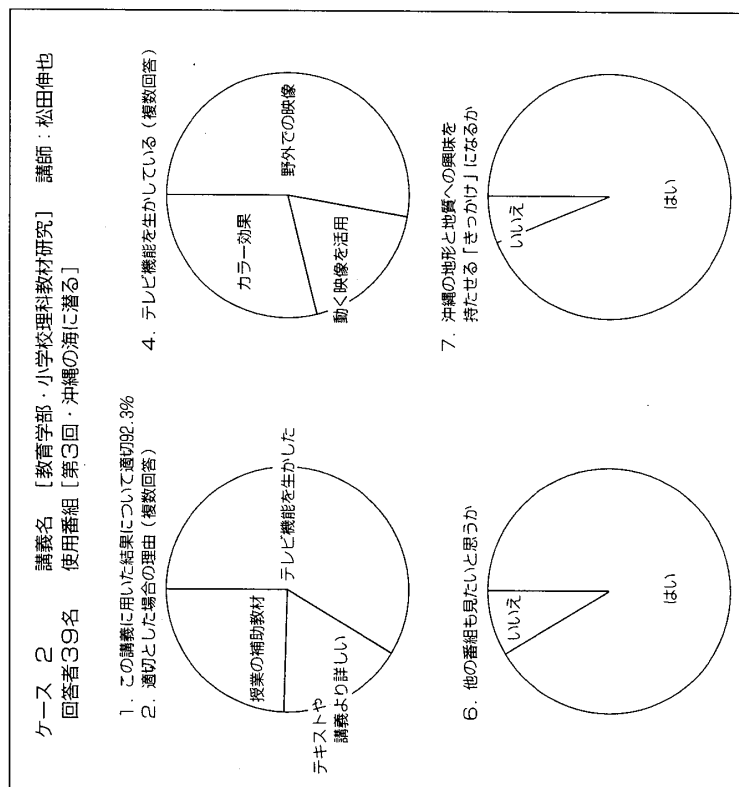 ケース 2　講義名 [教育学部・小学校理科教材研究]　講師:松田伸也
回答者39名　使用番組 [第3回・沖縄の海に潜る]
1. この講義に用いた結果について適切92.3%
2. 適切とした場合の理由(複数回答)
テレビ機能を生かした
テキストや
講義より詳しい
授業の補助教材
4. テレビ機能を生かしている(複数回答)
野外での映像
動く映像を活用
カラー効果
6. 他の番組も見たいと思うか
いいえ
はい
7. 沖縄の地形と地質への興味を
持たせる「きっかけ」になるか
いいえ
はい